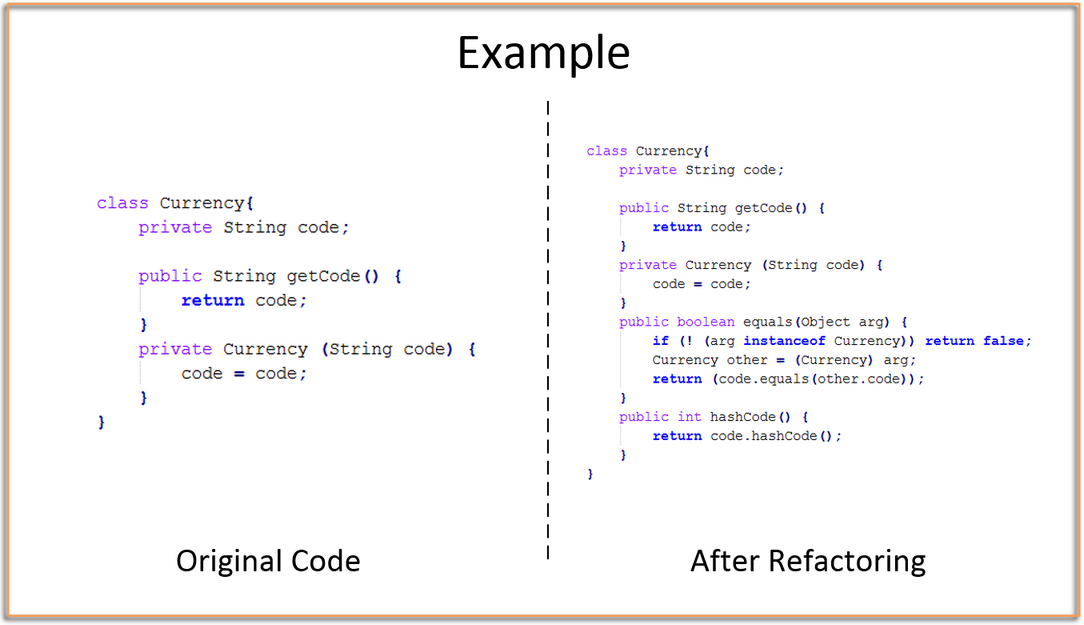 Example
class Currency{
    private String code;

    public String getCode() {
        return code;
    }
    private Currency (String code) {
        code = code;
    }
}
Original Code
class Currency{
    private String code;

    public String getCode() {
        return code;
    }
    private Currency (String code) {
        code = code;
    }
    public boolean equals(Object arg) {
        if (! (arg instanceof Currency)) return false;
        Currency other = (Currency) arg;
        return (code.equals(other.code));
    }
    public int hashCode() {
        return code.hashCode();
    }
}
After Refactoring